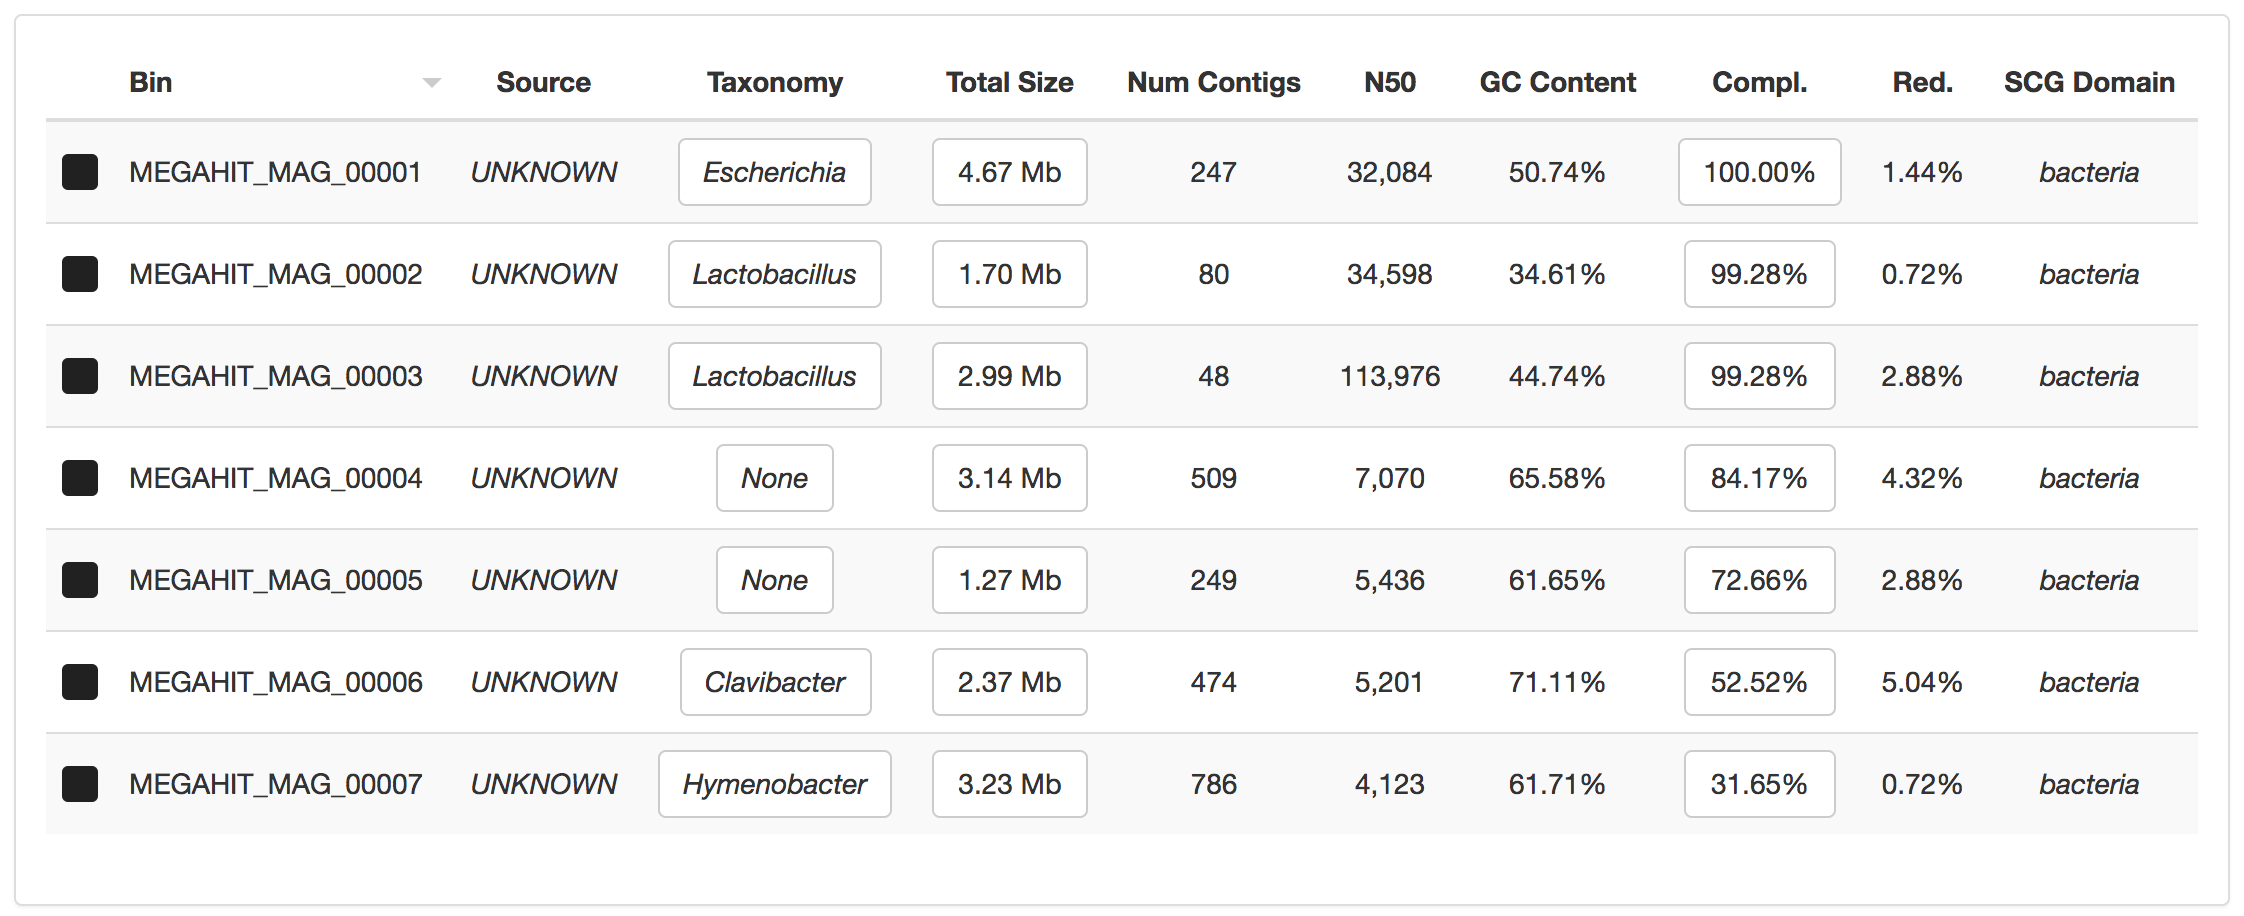 Bin Source Taxonomy Total Size Num Contigs N50 GC Content Compl. Red. SCG Domain
MEGAHIT_MAG_00001 UNKNOWN Escherichia 4.67 Mb 247 32,084 50.74% 100.00% 1.44% bacteria
MEGAHIT_MAG_00002 UNKNOWN Lactobacillus 1.70 Mb 80 34,598 34.61% 99.28% 0.72% bacteria
MEGAHIT_MAG_00003 UNKNOWN Lactobacillus 2.99 Mb 48 113,976 44.74% 99.28% 2.88% bacteria
MEGAHIT_MAG_00004 UNKNOWN None 3.14 Mb 509 7,070 65.58% 84.17% 4.32% bacteria
MEGAHIT_MAG_00005 UNKNOWN None 1.27 Mb 249 5,436 61.65% 72.66% 2.88% bacteria
MEGAHIT_MAG_00006 UNKNOWN Clavibacter 2.37 Mb 474 5,201 71.11% 52.52% 5.04% bacteria
MEGAHIT_MAG_00007 UNKNOWN Hymenobacter 3.23 Mb 786 4,123 61.71% 31.65% 0.72% bacteria